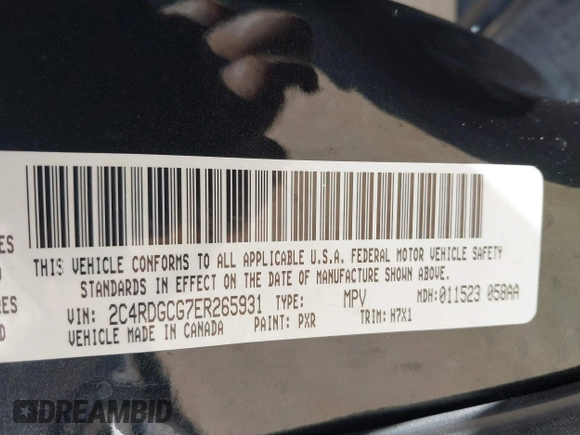 THIS VEHICLE CONFORMS TO ALL APPLICABLE U.S.A. FEDERAL MOTOR VEHICLE SAFETY
STANDARDS IN EFFECT ON THE DATE OF MANUFACTURE SHOWN ABOVE.
VIN: 2C4RDGCG7ER265931 TYPE: MPV MDH:011523 058AA
VEHICLE MADE IN CANADA PAINT: PXR TRIM: H7X1
DREAMBID